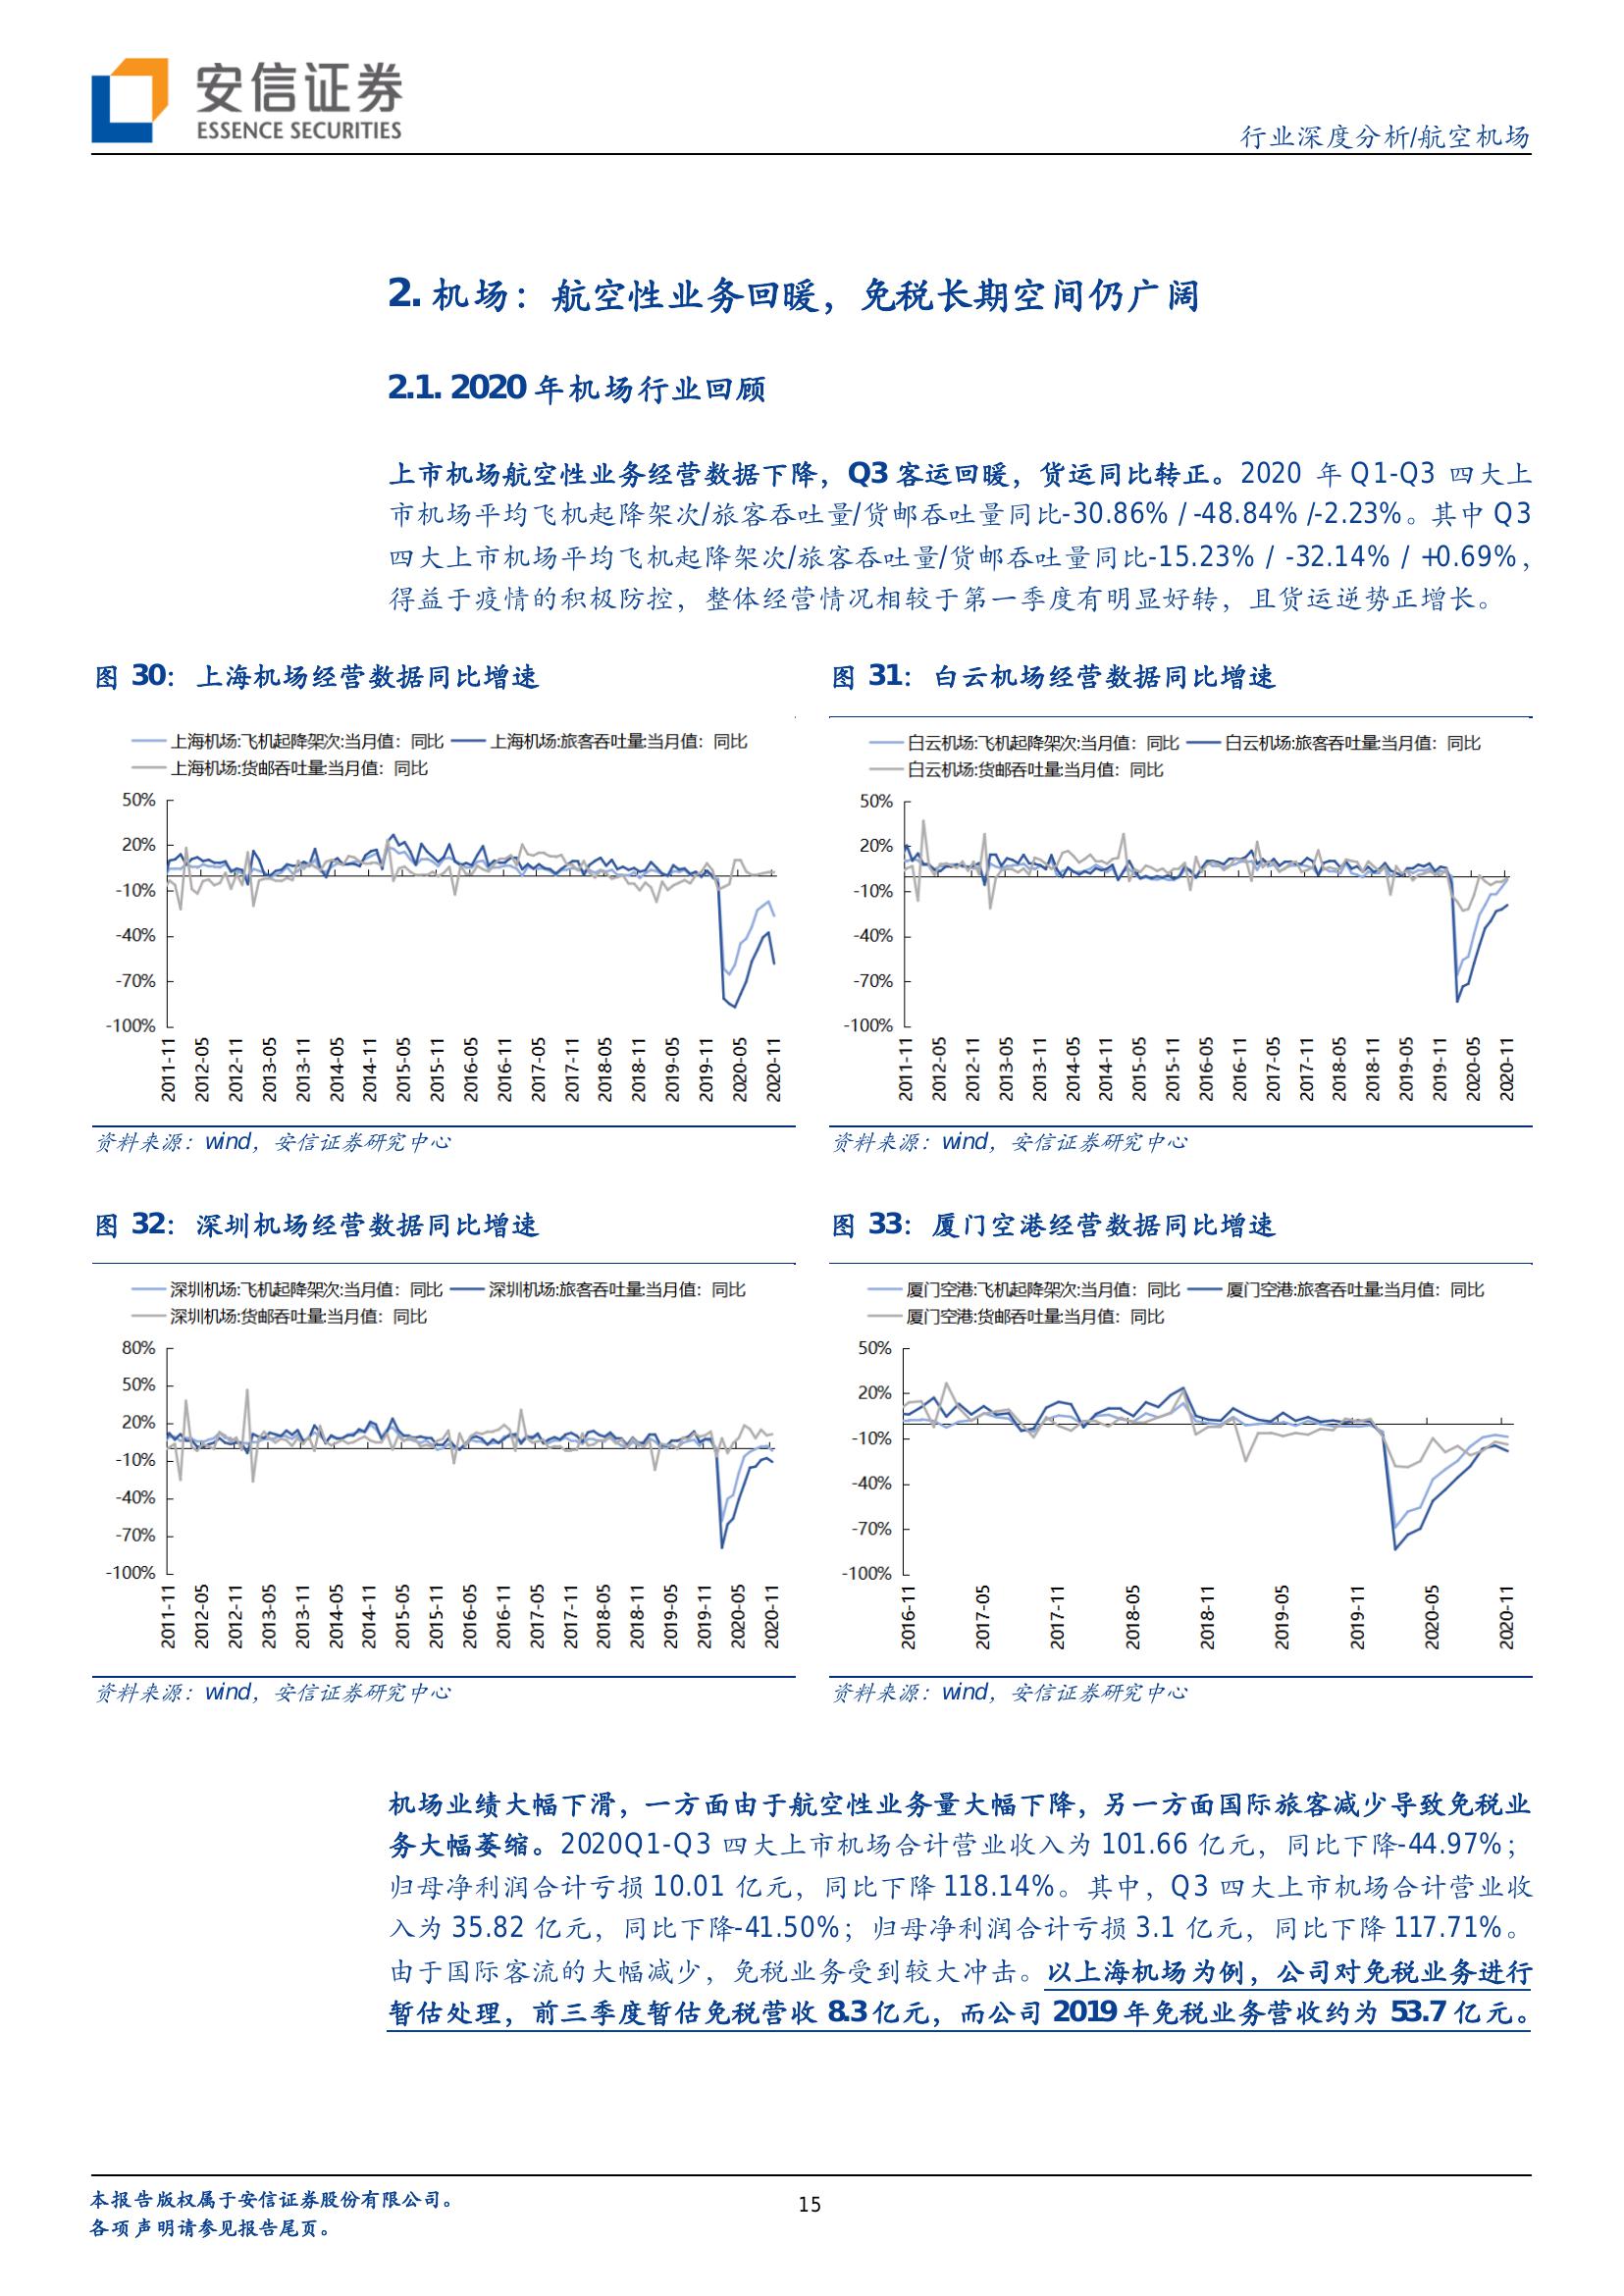 安信证券
ESSENCE SECURITIES
行业深度分析/航空机场
2. 机场：航空性业务回暖，免税长期空间仍广阔
2.1. 2020 年机场行业回顾
上市机场航空性业务经营数据下降，Q3 客运回暖，货运同比转正。2020 年 Q1-Q3 四大上
市机场平均飞机起降架次/旅客吞吐量/货邮吞吐量同比-30.86% / -48.84% /-2.23%。其中 Q3
四大上市机场平均飞机起降架次/旅客吞吐量/货邮吞吐量同比-15.23% / -32.14% / +0.69%，
得益于疫情的积极防控，整体经营情况相较于第一季度有明显好转，且货运逆势正增长。
图 30：上海机场经营数据同比增速
上海机场:飞机起降架次:当月值：同比 上海机场:旅客吞吐量:当月值：同比
上海机场:货邮吞吐量:当月值：同比
50%
20%
-10%
-40%
-70%
-100%
2011-11 2012-05 2012-11 2013-05 2013-11 2014-05 2014-11 2015-05 2015-11 2016-05 2016-11 2017-05 2017-11 2018-05 2018-11 2019-05 2019-11 2020-05 2020-11
资料来源：wind，安信证券研究中心
图 31：白云机场经营数据同比增速
白云机场:飞机起降架次:当月值：同比 白云机场:旅客吞吐量:当月值：同比
白云机场:货邮吞吐量:当月值：同比
50%
20%
-10%
-40%
-70%
-100%
2011-11 2012-05 2012-11 2013-05 2013-11 2014-05 2014-11 2015-05 2015-11 2016-05 2016-11 2017-05 2017-11 2018-05 2018-11 2019-05 2019-11 2020-05 2020-11
资料来源：wind，安信证券研究中心
图 32：深圳机场经营数据同比增速
深圳机场:飞机起降架次:当月值：同比 深圳机场:旅客吞吐量:当月值：同比
深圳机场:货邮吞吐量:当月值：同比
80%
50%
20%
-10%
-40%
-70%
-100%
2011-11 2012-05 2012-11 2013-05 2013-11 2014-05 2014-11 2015-05 2015-11 2016-05 2016-11 2017-05 2017-11 2018-05 2018-11 2019-05 2019-11 2020-05 2020-11
资料来源：wind，安信证券研究中心
图 33：厦门空港经营数据同比增速
厦门空港:飞机起降架次:当月值：同比 厦门空港:旅客吞吐量:当月值：同比
厦门空港:货邮吞吐量:当月值：同比
50%
20%
-10%
-40%
-70%
-100%
2016-11 2017-05 2017-11 2018-05 2018-11 2019-05 2019-11 2020-05 2020-11
资料来源：wind，安信证券研究中心
机场业绩大幅下滑，一方面由于航空性业务量大幅下降，另一方面国际旅客减少导致免税业
务大幅萎缩。2020Q1-Q3 四大上市机场合计营业收入为 101.66 亿元，同比下降-44.97%；
归母净利润合计亏损 10.01 亿元，同比下降 118.14%。其中，Q3 四大上市机场合计营业收
入为 35.82 亿元，同比下降-41.50%；归母净利润合计亏损 3.1 亿元，同比下降 117.71%。
由于国际客流的大幅减少，免税业务受到较大冲击。以上海机场为例，公司对免税业务进行
暂估处理，前三季度暂估免税营收 8.3 亿元，而公司 2019 年免税业务营收约为 53.7 亿元。
本报告版权属于安信证券股份有限公司。
各项声明请参见报告尾页。
15